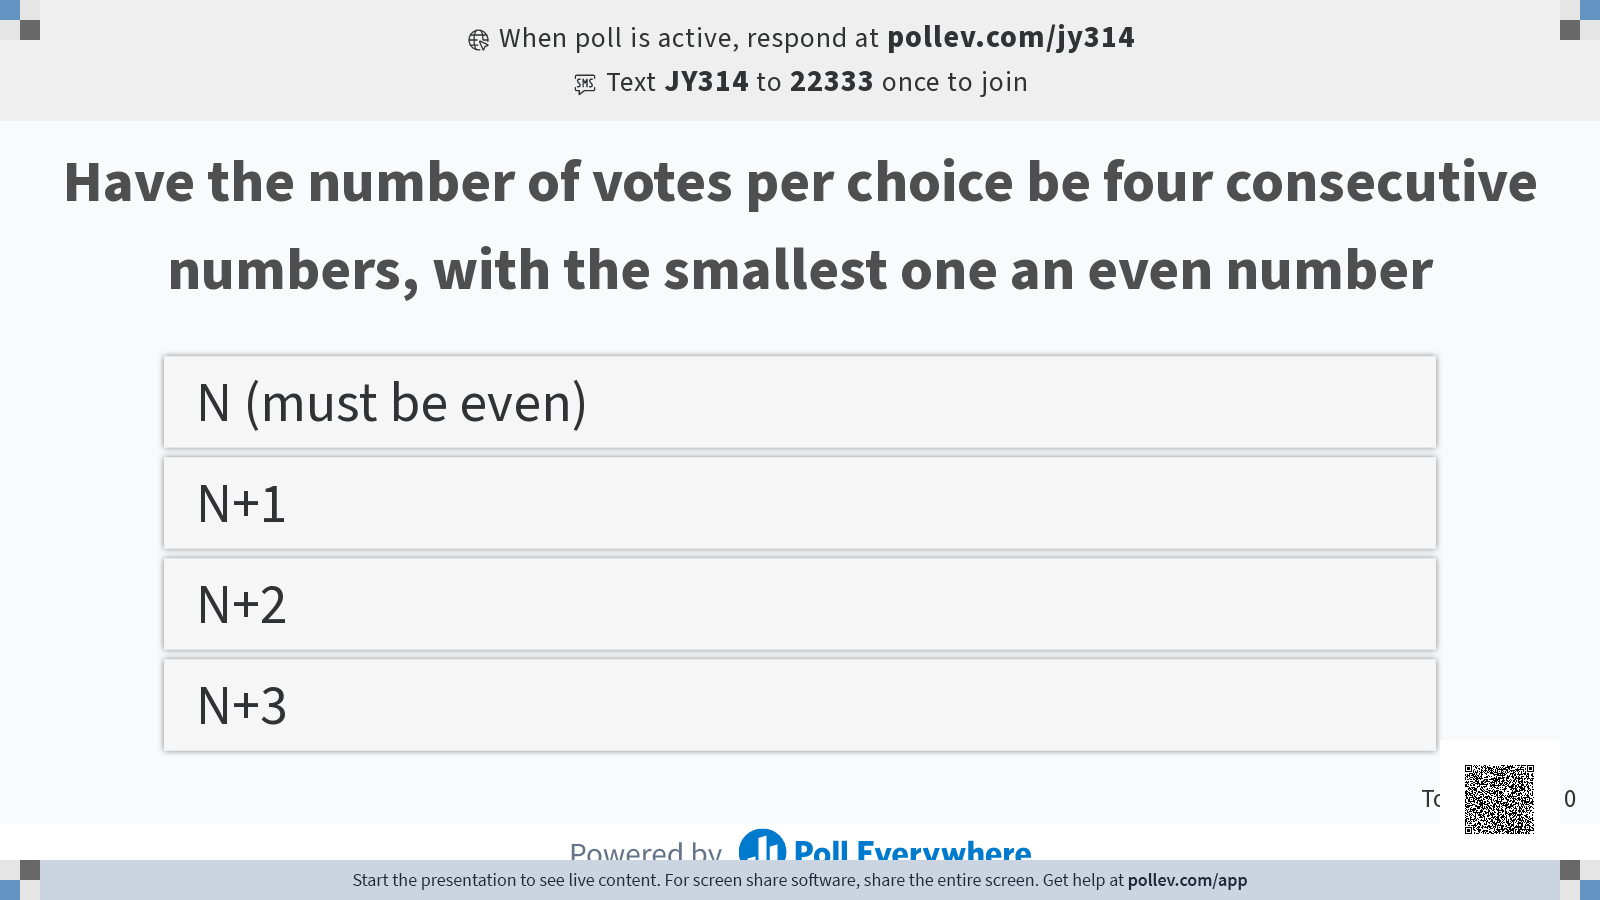 When poll is active, respond at pollev.com/jy314
SMS Text JY314 to 22333 once to join
Have the number of votes per choice be four consecutive
numbers, with the smallest one an even number
N (must be even)
N+1
N+2
N+3
0
Powered by Poll Everywhere
Start the presentation to see live content. For screen share software, share the entire screen. Get help at pollev.com/app